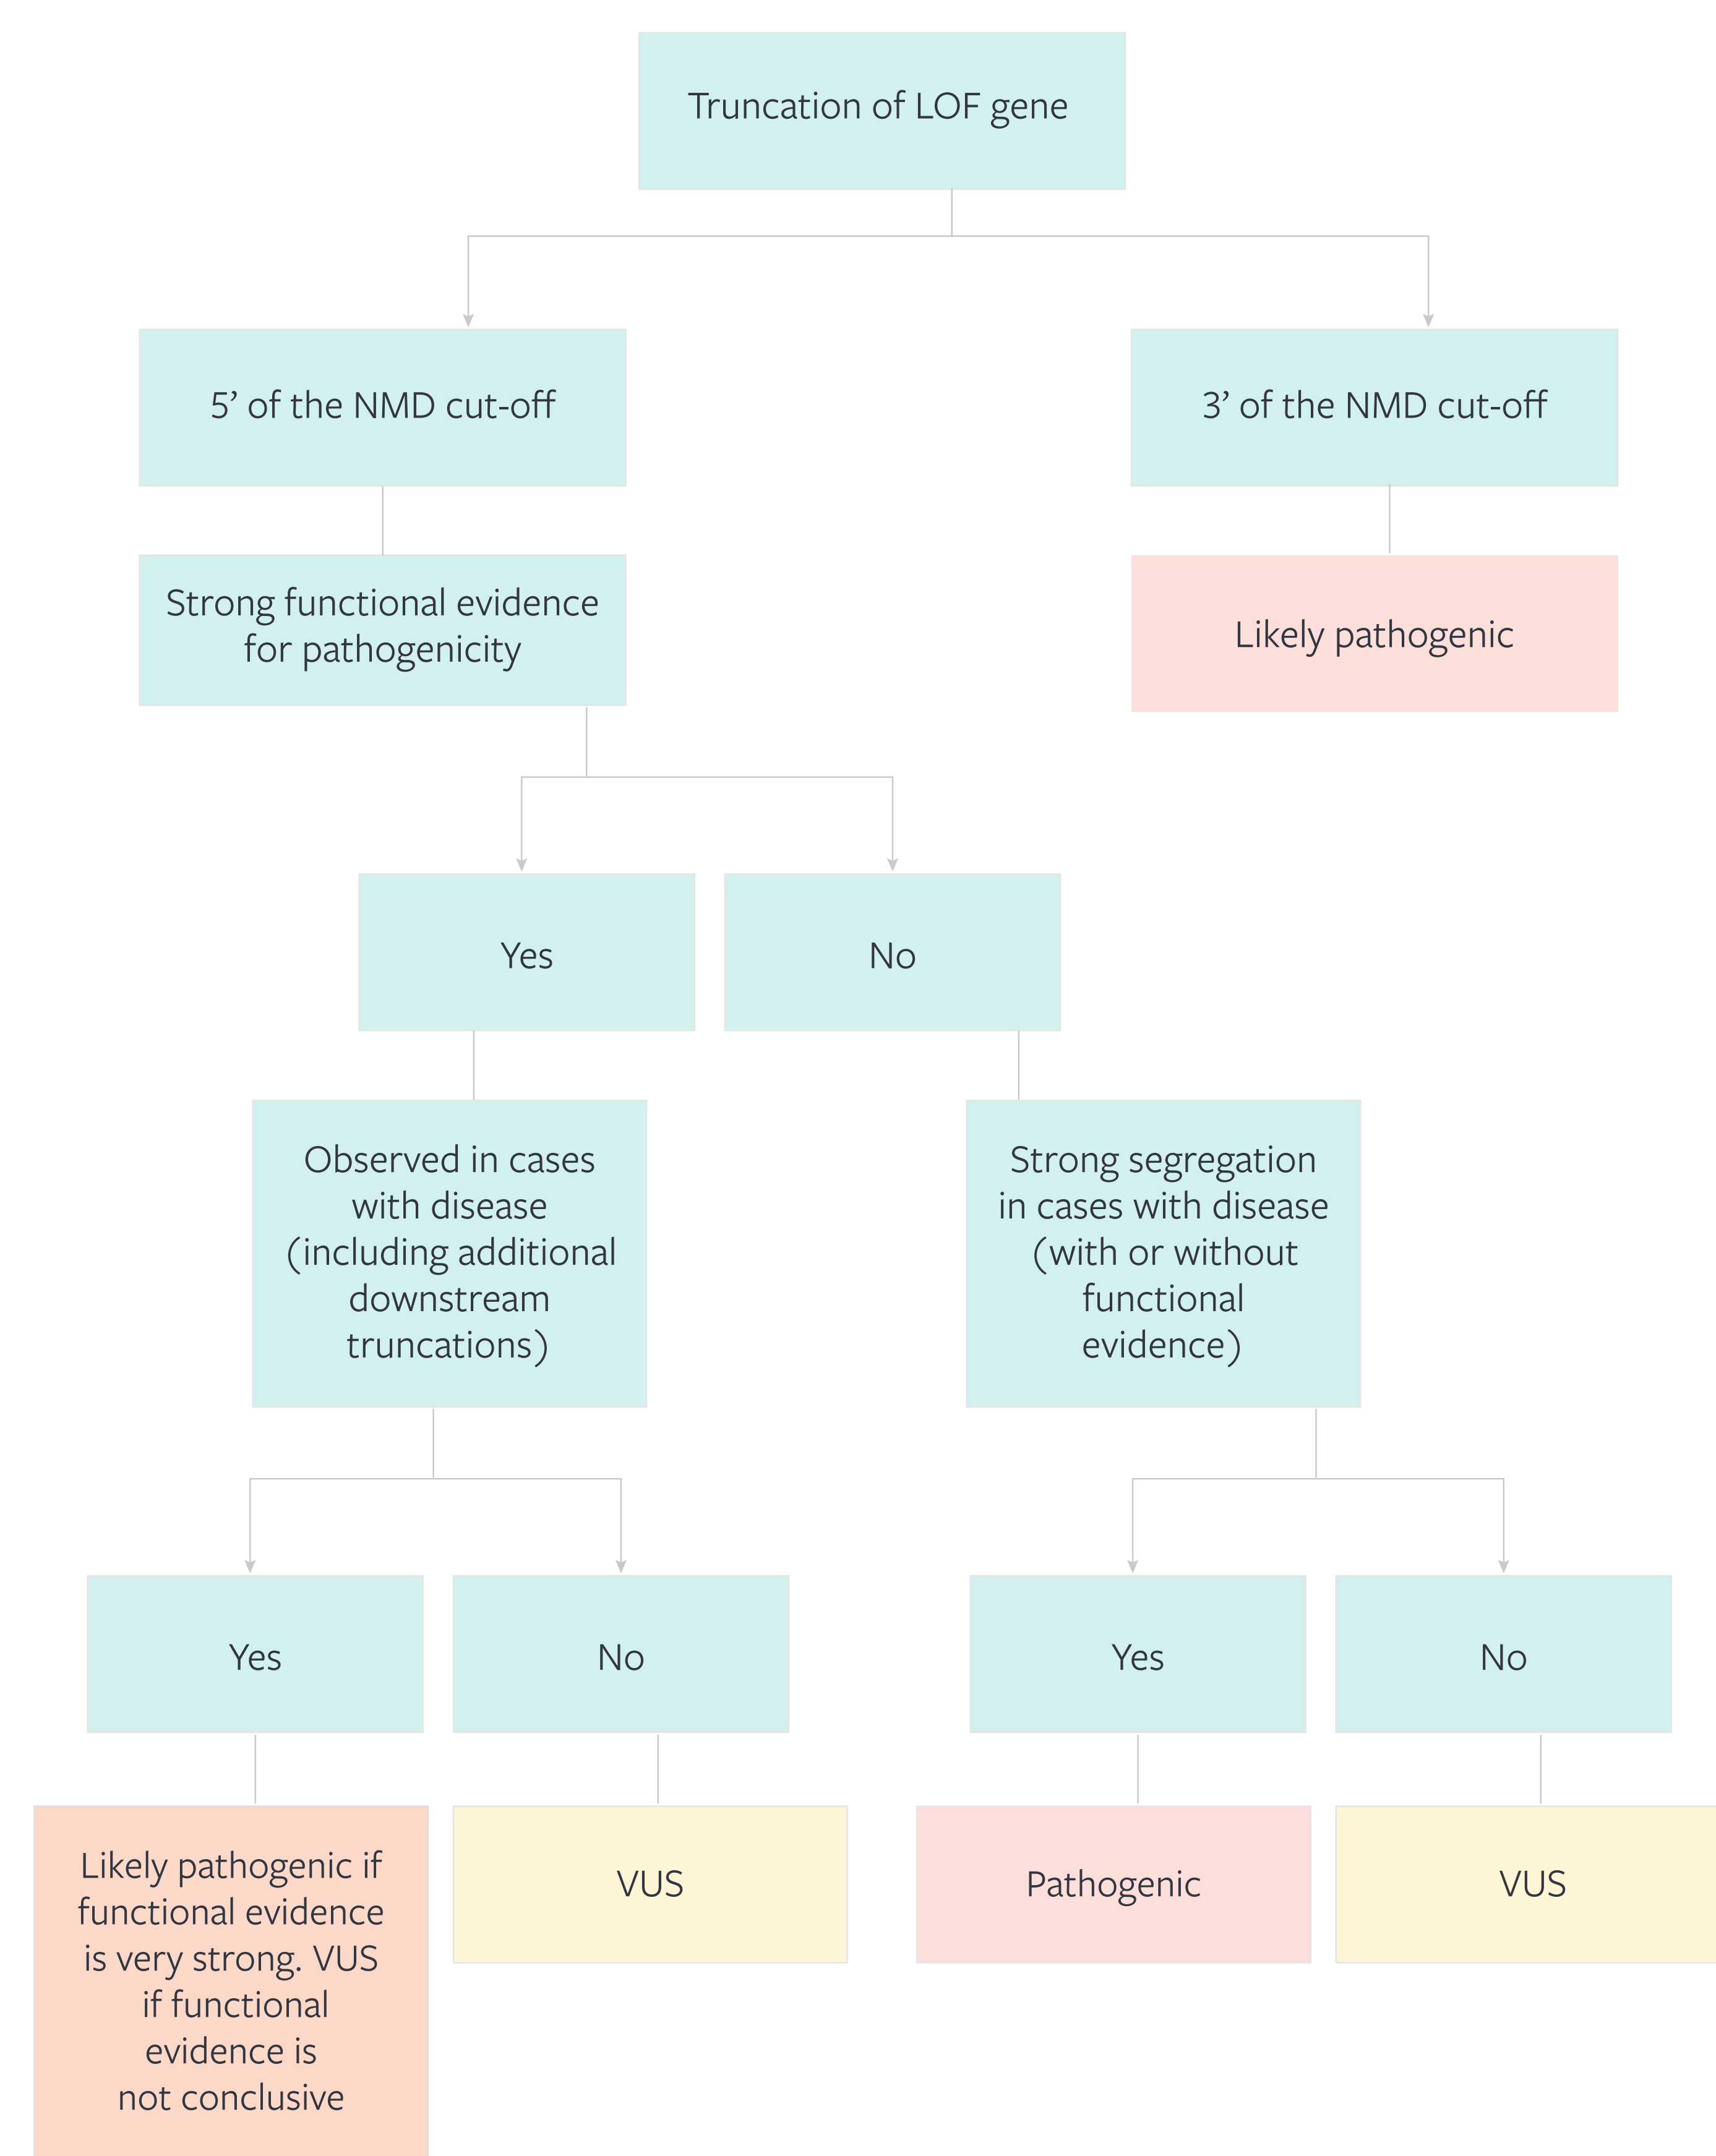 Truncation of LOF gene
5’ of the NMD cut-off
3’ of the NMD cut-off
Strong functional evidence
for pathogenicity
Likely pathogenic
Yes
No
Observed in cases
with disease
(including additional
downstream
truncations)
Strong segregation
in cases with disease
(with or without
functional
evidence)
Yes
No
Yes
No
Likely pathogenic if
functional evidence
is very strong. VUS
if functional
evidence is
not conclusive
VUS
Pathogenic
VUS